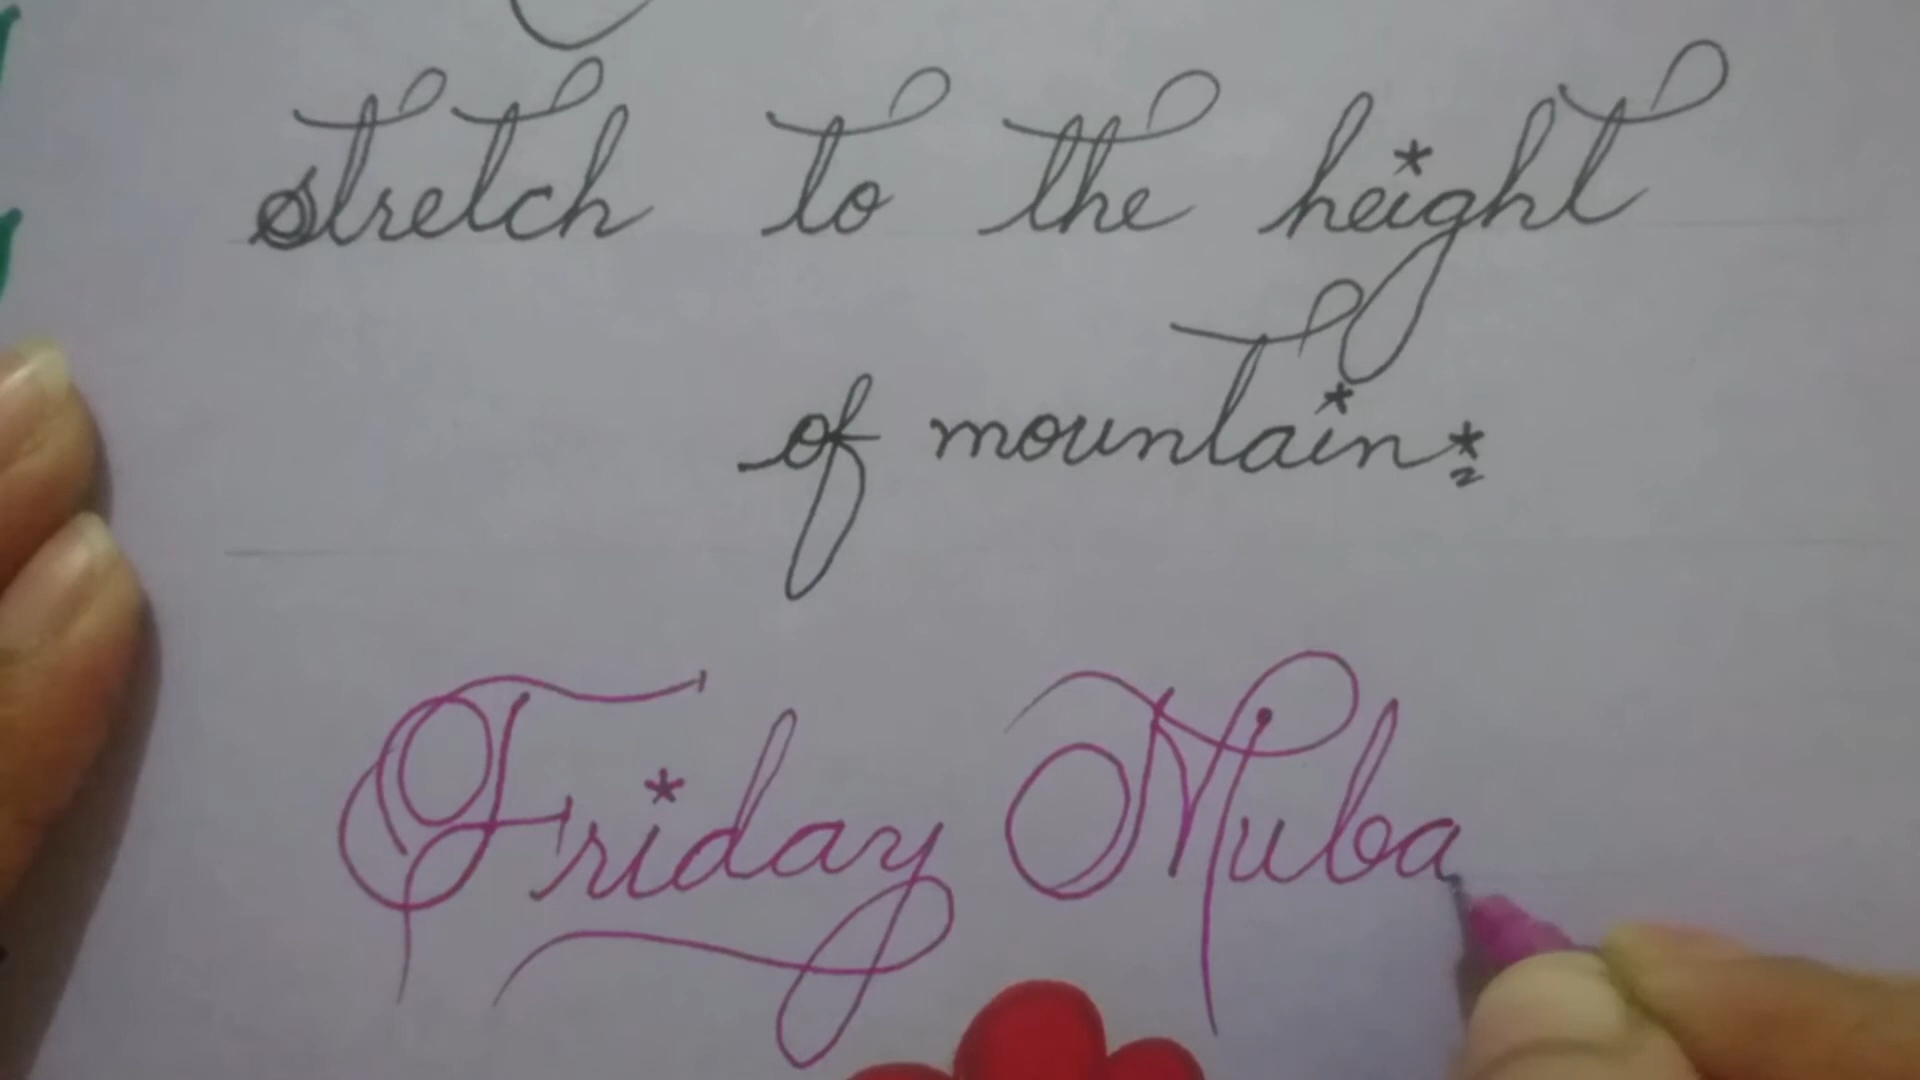 stretch to the height
of mountain.
Friday Muba